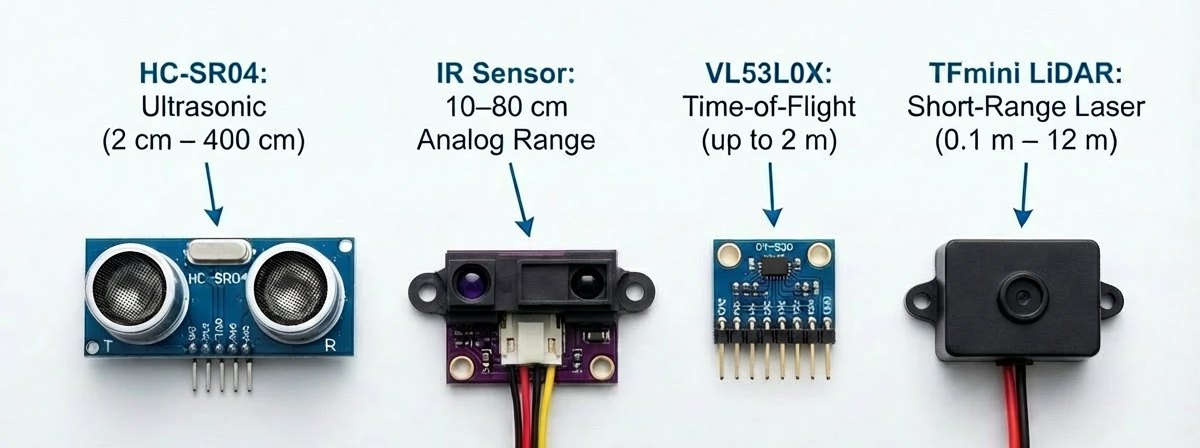 HC-SR04:
Ultrasonic
(2 cm – 400 cm)
IR Sensor:
10–80 cm
Analog Range
VL53L0X:
Time-of-Flight
(up to 2 m)
TFmini LiDAR:
Short-Range Laser
(0.1 m – 12 m)
HC-SR04
T
R